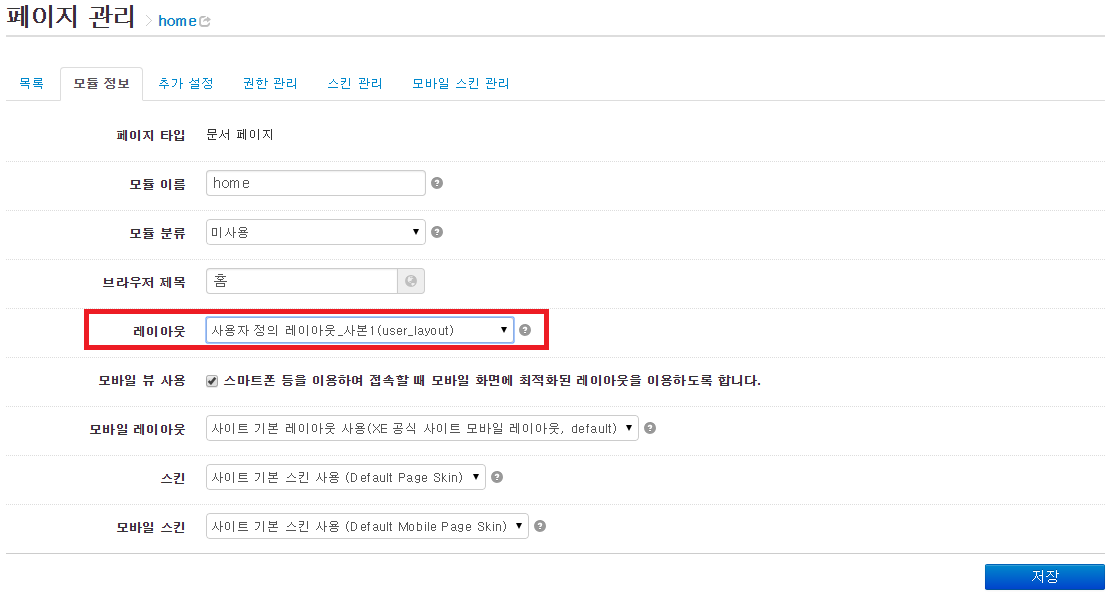 페이지 관리 > home
목록 모듈 정보 추가 설정 권한 관리 스킨 관리 모바일 스킨 관리
페이지 타입 문서 페이지
모듈 이름 home ?
모듈 분류 미사용 ▼ ?
브라우저 제목 홈
레이아웃 사용자 정의 레이아웃_사본1(user_layout) ▼ ?
모바일 뷰 사용 스마트폰 등을 이용하여 접속할 때 모바일 화면에 최적화된 레이아웃을 이용하도록 합니다.
모바일 레이아웃 사이트 기본 레이아웃 사용(XE 공식 사이트 모바일 레이아웃, default) ▼ ?
스킨 사이트 기본 스킨 사용 (Default Page Skin) ▼ ?
모바일 스킨 사이트 기본 스킨 사용 (Default Mobile Page Skin) ▼ ?
저장